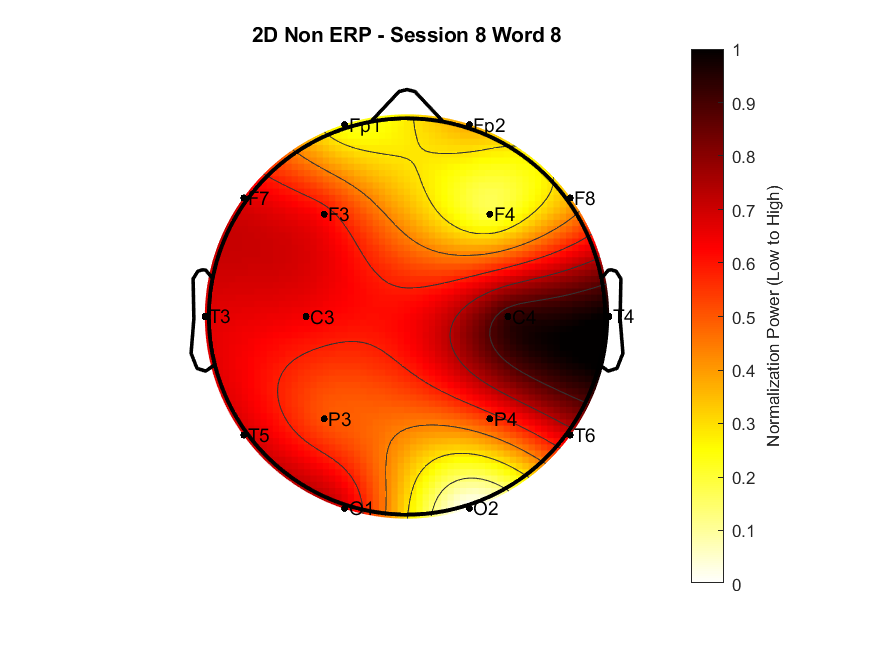 2D Non ERP - Session 8 Word 8
Fp1 Fp2
F7 F8
F3 F4
T3 C3 C4 T4
P3 P4
T5 T6
O1 O2
1
0.9
0.8
0.7
0.6
0.5
0.4
0.3
0.2
0.1
0
Normalization Power (Low to High)